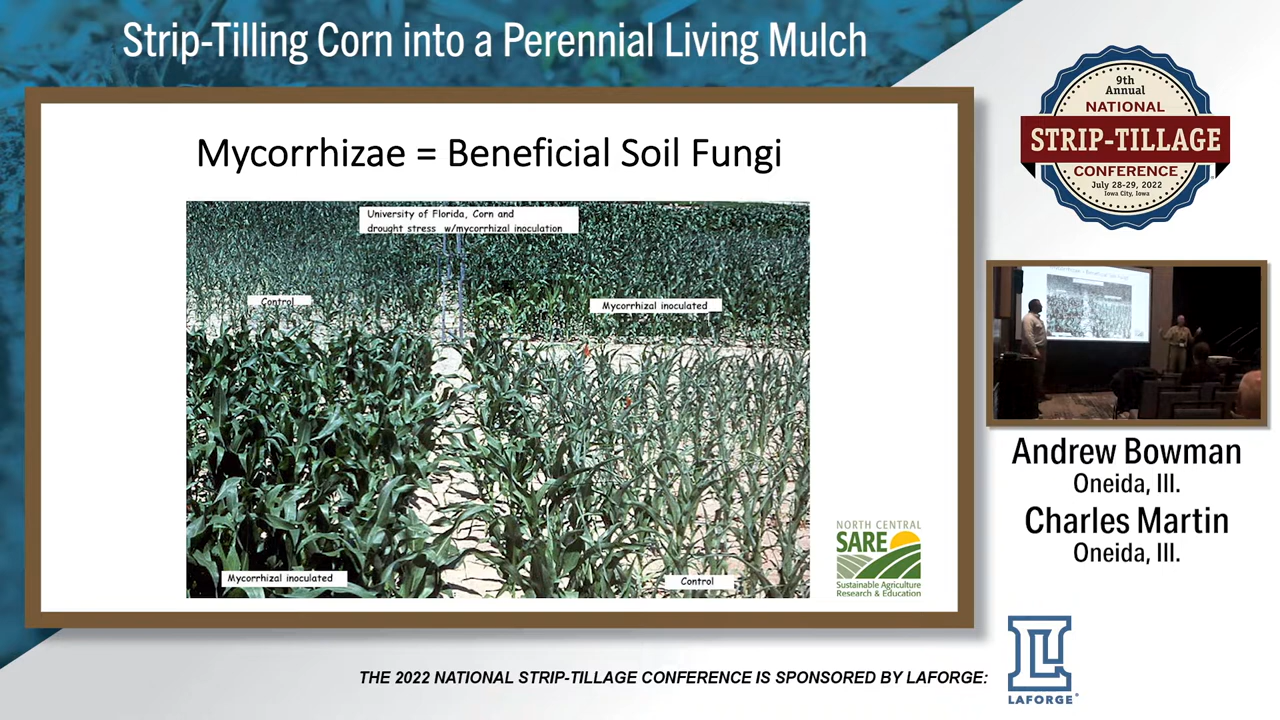 Strip-Tilling Corn into a Perennial Living Mulch
Mycorrhizae = Beneficial Soil Fungi
University of Florida, Corn and
drought stress w/mycorrhizal inoculation
Control
Mycorrhizal inoculated
Mycorrhizal inoculated
Control
NORTH CENTRAL
SARE
Sustainable Agriculture
Research & Education
9th
Annual
NATIONAL
STRIP-TILLAGE
CONFERENCE
July 28-29, 2022
Iowa City, Iowa
Andrew Bowman
Oneida, Ill.
Charles Martin
Oneida, Ill.
THE 2022 NATIONAL STRIP-TILLAGE CONFERENCE IS SPONSORED BY LAFORGE:
LAFORGE®